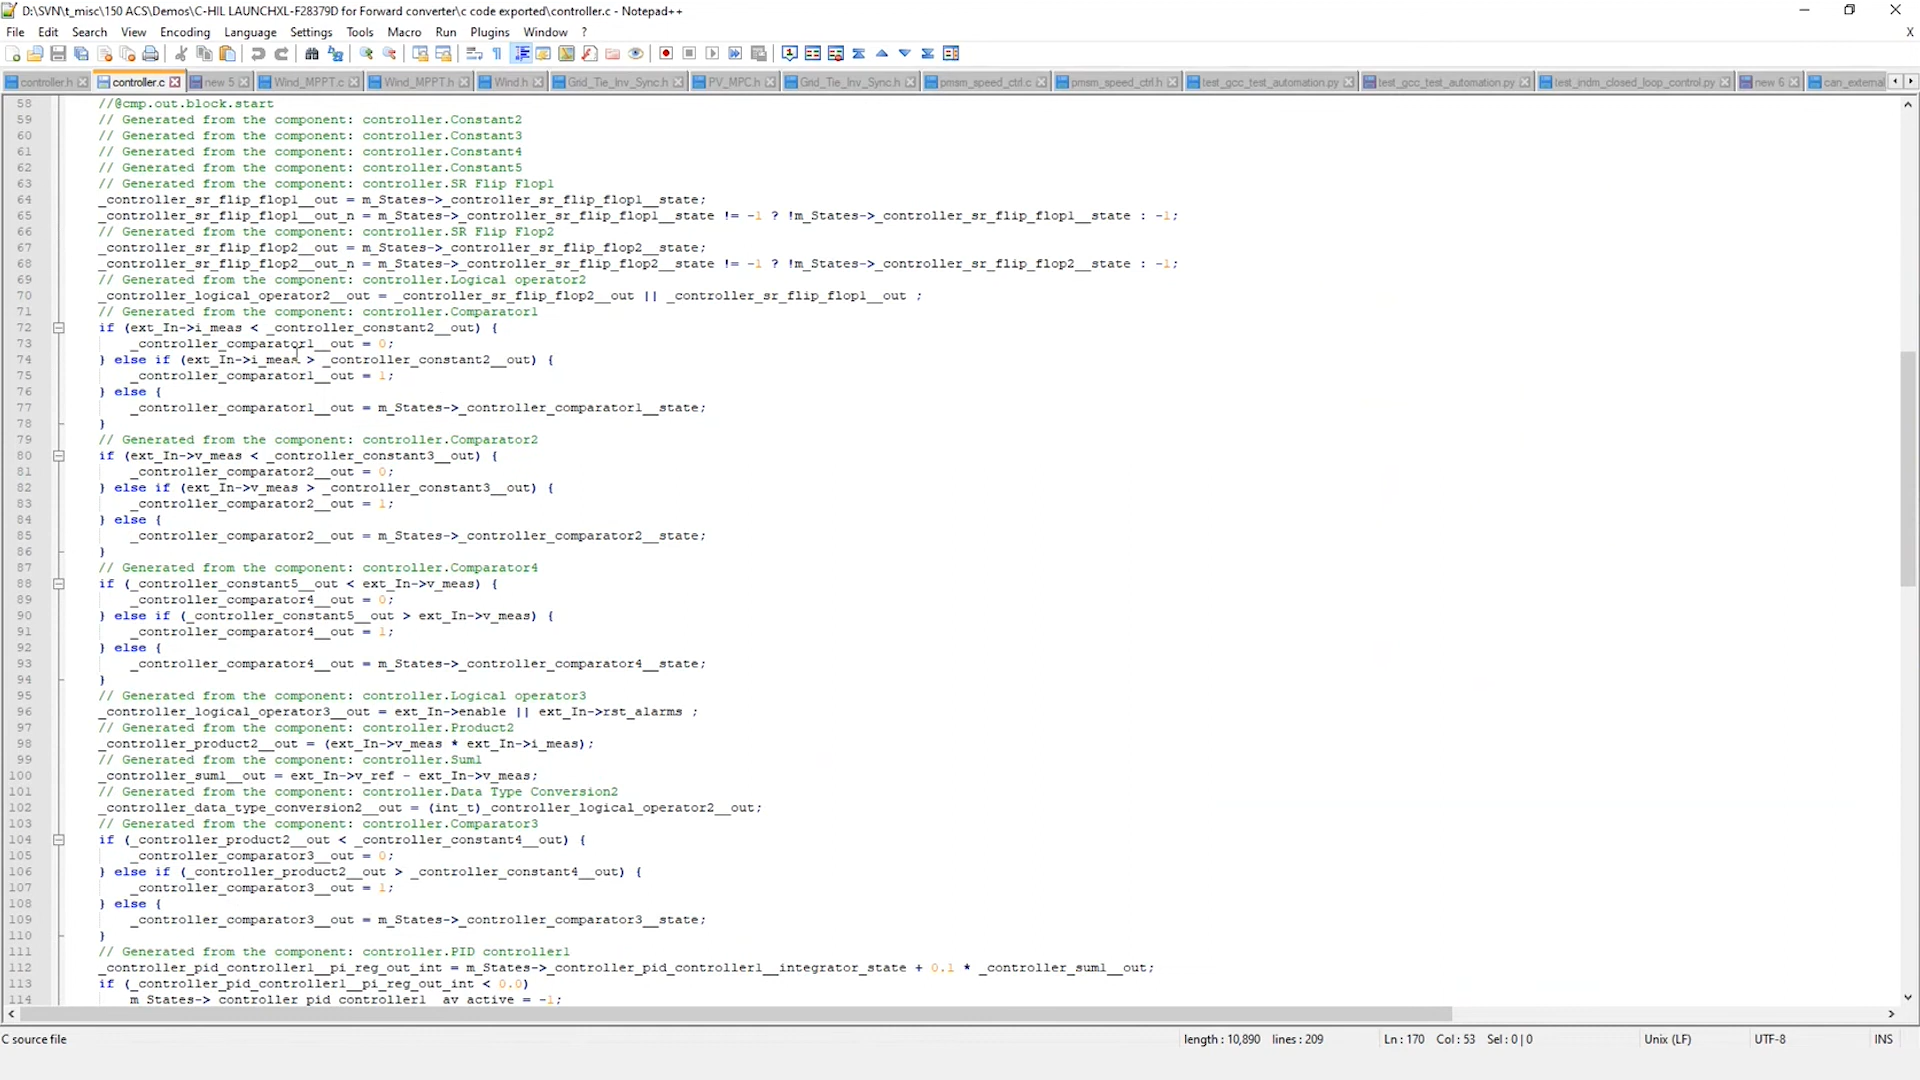 D:\SVN\t_misc\150 ACS\Demos\C-HIL LAUNCHXL-F28379D for Forward converter\c code exported\controller.c - Notepad++
File Edit Search View Encoding Language Settings Tools Macro Run Plugins Window ? X
controller.h controller.c new 5 Wind_MPPT.c Wind_MPPT.h Wind.h Grid_Tie_Inv_Sync.h PV_MPC.h Grid_Tie_Inv_Sync.h pmsm_speed_ctrl.c pmsm_speed_ctrl.h test_gcc_test_automation.py test_gcc_test_automation.py test_indm_closed_loop_control.py new 6 can_external
58 //@cmp.out.block.start
59 // Generated from the component: controller.Constant2
60 // Generated from the component: controller.Constant3
61 // Generated from the component: controller.Constant4
62 // Generated from the component: controller.Constant5
63 // Generated from the component: controller.SR Flip Flop1
64 _controller_sr_flip_flop1__out = m_States->_controller_sr_flip_flop1__state;
65 _controller_sr_flip_flop1__out_n = m_States->_controller_sr_flip_flop1__state != -1 ? !m_States->_controller_sr_flip_flop1__state : -1;
66 // Generated from the component: controller.SR Flip Flop2
67 _controller_sr_flip_flop2__out = m_States->_controller_sr_flip_flop2__state;
68 _controller_sr_flip_flop2__out_n = m_States->_controller_sr_flip_flop2__state != -1 ? !m_States->_controller_sr_flip_flop2__state : -1;
69 // Generated from the component: controller.Logical operator2
70 _controller_logical_operator2__out = _controller_sr_flip_flop2__out || _controller_sr_flip_flop1__out ;
71 // Generated from the component: controller.Comparator1
72 if (ext_In->i_meas < _controller_constant2__out) {
73 _controller_comparator1__out = 0;
74 } else if (ext_In->i_meas > _controller_constant2__out) {
75 _controller_comparator1__out = 1;
76 } else {
77 _controller_comparator1__out = m_States->_controller_comparator1__state;
78 }
79 // Generated from the component: controller.Comparator2
80 if (ext_In->v_meas < _controller_constant3__out) {
81 _controller_comparator2__out = 0;
82 } else if (ext_In->v_meas > _controller_constant3__out) {
83 _controller_comparator2__out = 1;
84 } else {
85 _controller_comparator2__out = m_States->_controller_comparator2__state;
86 }
87 // Generated from the component: controller.Comparator4
88 if (_controller_constant5__out < ext_In->v_meas) {
89 _controller_comparator4__out = 0;
90 } else if (_controller_constant5__out > ext_In->v_meas) {
91 _controller_comparator4__out = 1;
92 } else {
93 _controller_comparator4__out = m_States->_controller_comparator4__state;
94 }
95 // Generated from the component: controller.Logical operator3
96 _controller_logical_operator3__out = ext_In->enable || ext_In->rst_alarms ;
97 // Generated from the component: controller.Product2
98 _controller_product2__out = (ext_In->v_meas * ext_In->i_meas);
99 // Generated from the component: controller.Sum1
100 _controller_sum1__out = ext_In->v_ref - ext_In->v_meas;
101 // Generated from the component: controller.Data Type Conversion2
102 _controller_data_type_conversion2__out = (int_t)_controller_logical_operator2__out;
103 // Generated from the component: controller.Comparator3
104 if (_controller_product2__out < _controller_constant4__out) {
105 _controller_comparator3__out = 0;
106 } else if (_controller_product2__out > _controller_constant4__out) {
107 _controller_comparator3__out = 1;
108 } else {
109 _controller_comparator3__out = m_States->_controller_comparator3__state;
110 }
111 // Generated from the component: controller.PID controller1
112 _controller_pid_controller1__pi_reg_out_int = m_States->_controller_pid_controller1__integrator_state + 0.1 * _controller_sum1__out;
113 if (_controller_pid_controller1__pi_reg_out_int < 0.0)
114 m_States->_controller_pid_controller1__av_active = -1;
C source file length : 10,890 lines : 209 Ln : 170 Col : 53 Sel : 0 | 0 Unix (LF) UTF-8 INS